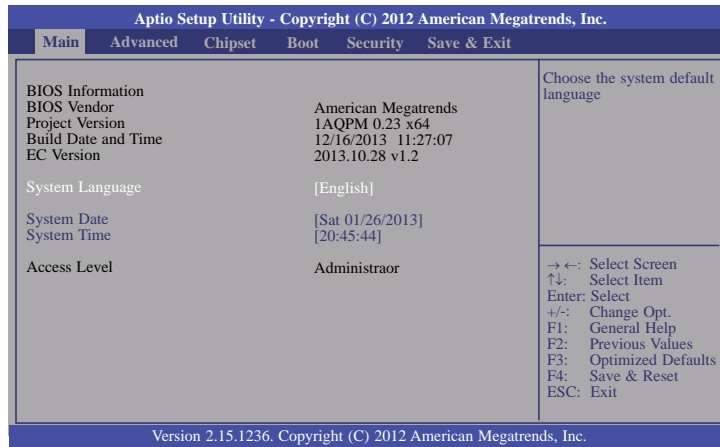 Aptio Setup Utility - Copyright (C) 2012 American Megatrends, Inc.
Main Advanced Chipset Boot Security Save & Exit
BIOS Information
BIOS Vendor American Megatrends
Project Version 1AQPM 0.23 x64
Build Date and Time 12/16/2013 11:27:07
EC Version 2013.10.28 v1.2
System Language [English]
System Date [Sat 01/26/2013]
System Time [20:45:44]
Access Level Administraor
Choose the system default
language
→ ←: Select Screen
↑↓: Select Item
Enter: Select
+/-: Change Opt.
F1: General Help
F2: Previous Values
F3: Optimized Defaults
F4: Save & Reset
ESC: Exit
Version 2.15.1236. Copyright (C) 2012 American Megatrends, Inc.